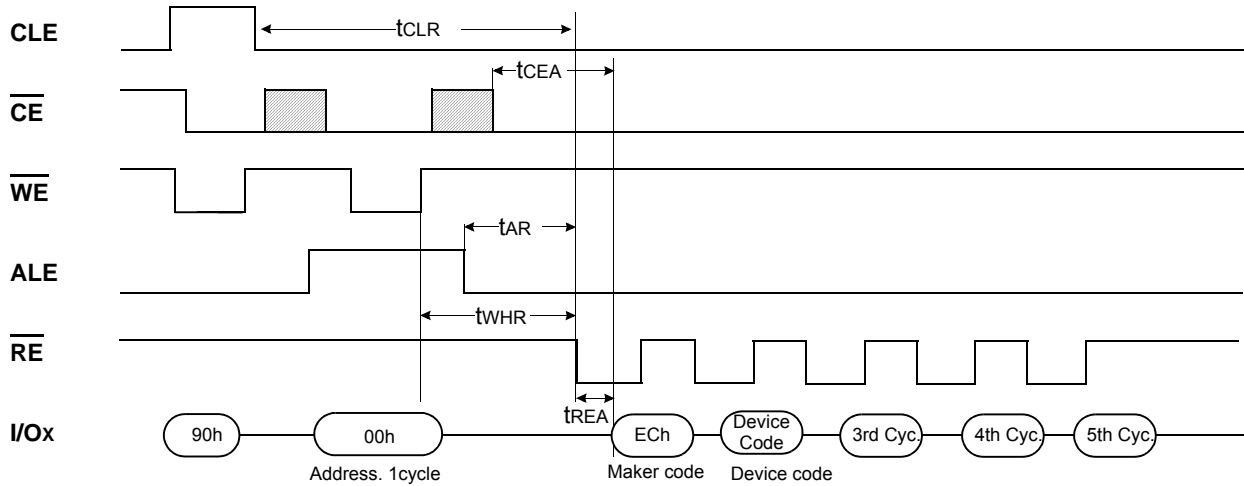 CLE
tCLR
tCEA
CE
WE
tAR
ALE
tWHR
RE
tREA
I/Ox
90h
00h
ECh
Device
Code
3rd Cyc.
4th Cyc.
5th Cyc.
Address. 1cycle
Maker code
Device code